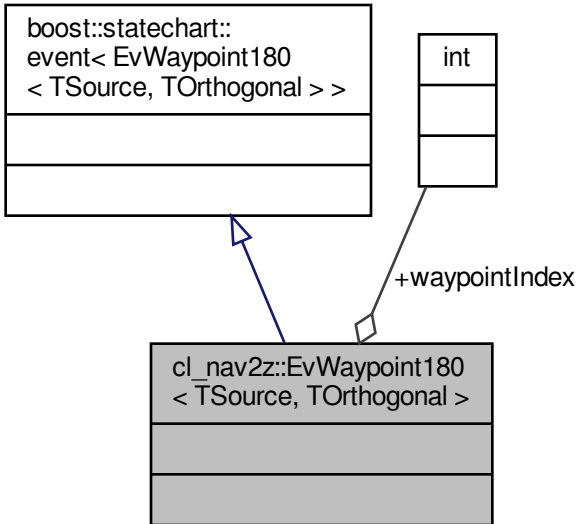 boost::statechart::
event< EvWaypoint180
< TSource, TOrthogonal > >
int
+waypointIndex
cl_nav2z::EvWaypoint180
< TSource, TOrthogonal >